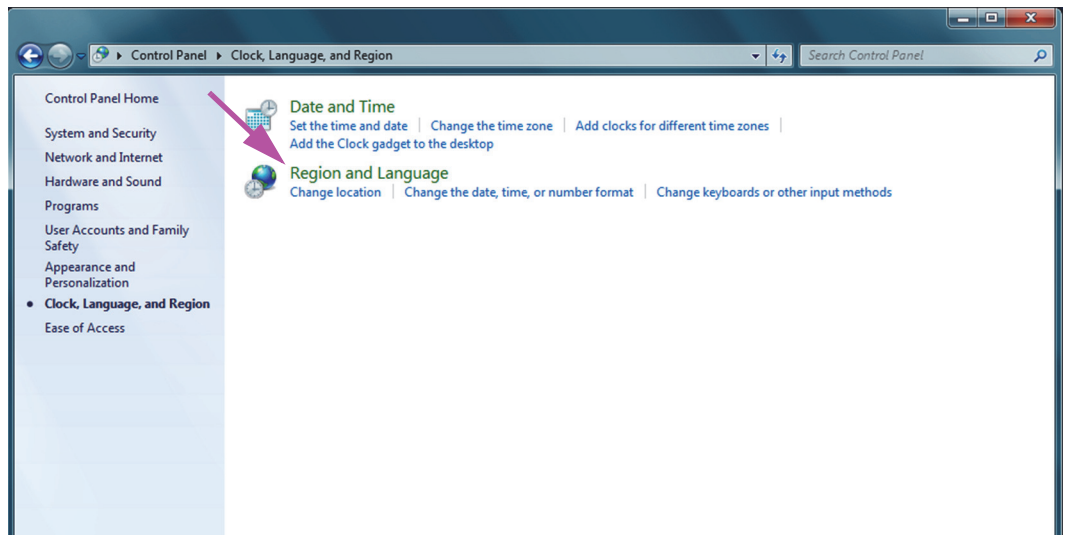 Control Panel Clock, Language, and Region
Search Control Panel
Control Panel Home
System and Security
Network and Internet
Hardware and Sound
Programs
User Accounts and Family
Safety
Appearance and
Personalization
Clock, Language, and Region
Ease of Access
Date and Time
Set the time and date Change the time zone Add clocks for different time zones
Add the Clock gadget to the desktop
Region and Language
Change location Change the date, time, or number format Change keyboards or other input methods